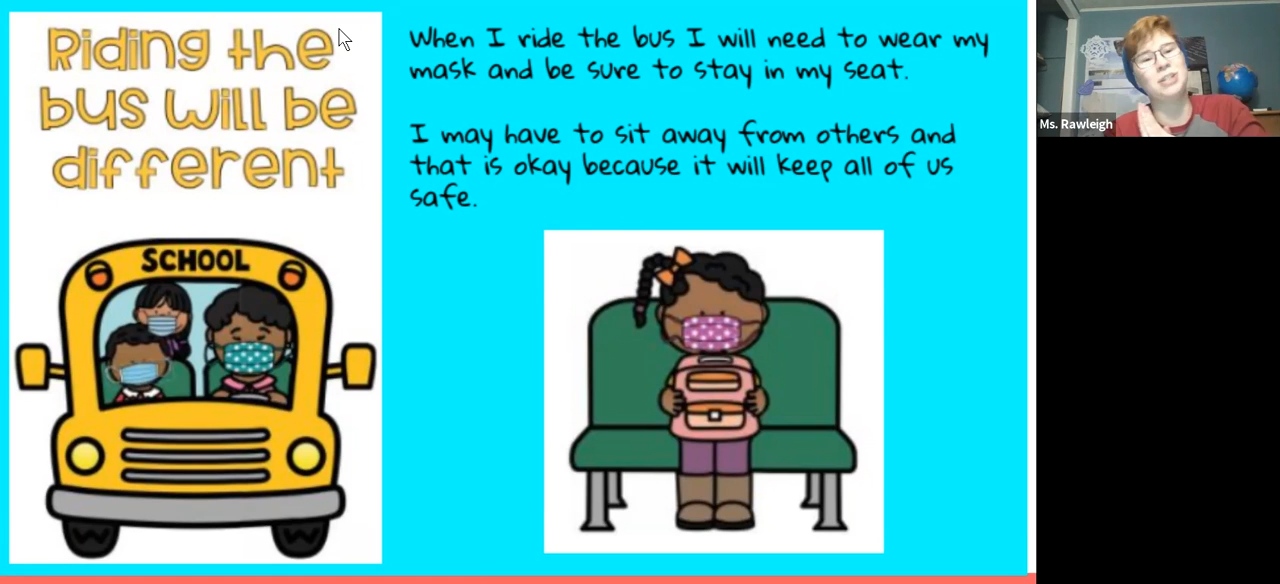 Riding the
bus will be
different
SCHOOL
When I ride the bus I will need to wear my
mask and be sure to stay in my seat.
I may have to sit away from others and
that is okay because it will keep all of us
safe.
Ms. Rawleigh